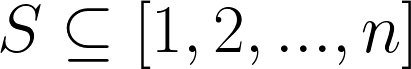 S ⊆ [1, 2, ..., n]